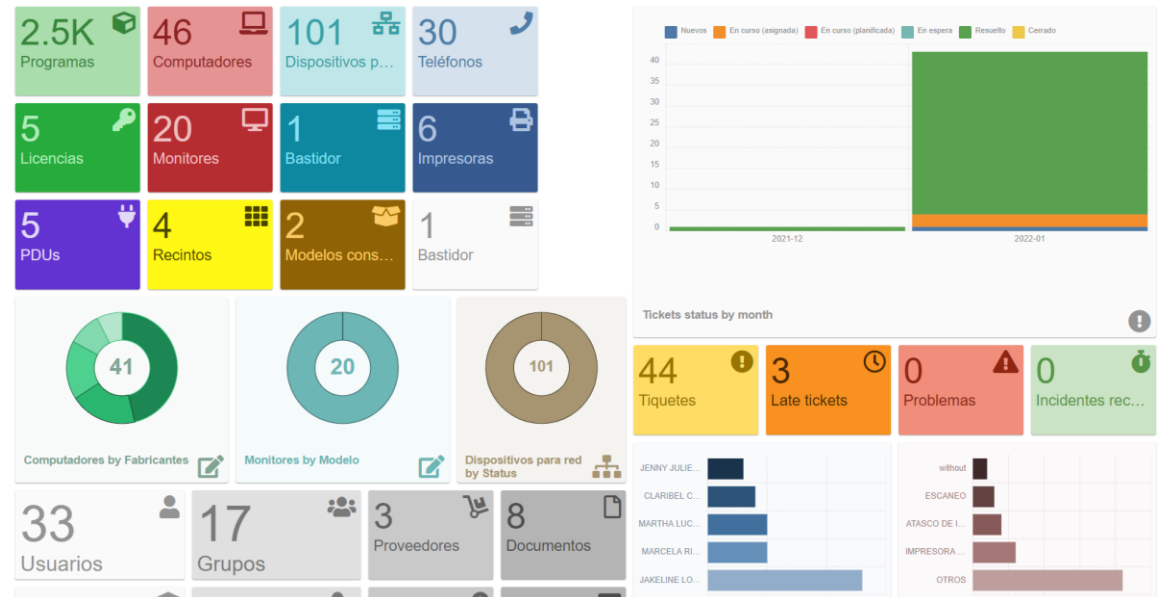 2.5K
Programas
46
Computadores
101
Dispositivos p...
30
Teléfonos
5
Licencias
20
Monitores
1
Bastidor
6
Impresoras
5
PDUs
4
Recintos
2
Modelos cons...
1
Bastidor
41
Computadores by Fabricantes
20
Monitores by Modelo
101
Dispositivos para red
by Status
33
Usuarios
17
Grupos
3
Proveedores
8
Documentos
Nuevos En curso (asignada) En curso (planificada) En espera Resuelto Cerrado
40
35
30
25
20
15
10
5
0
2021-12 2022-01
Tickets status by month
44
Tiquetes
3
Late tickets
0
Problemas
0
Incidentes rec...
JENNY JULIE...
CLARIBEL C...
MARTHA LUC...
MARCELA RI...
JAKELINE LO...
without
ESCANEO
ATASCO DE I...
IMPRESORA ...
OTROS